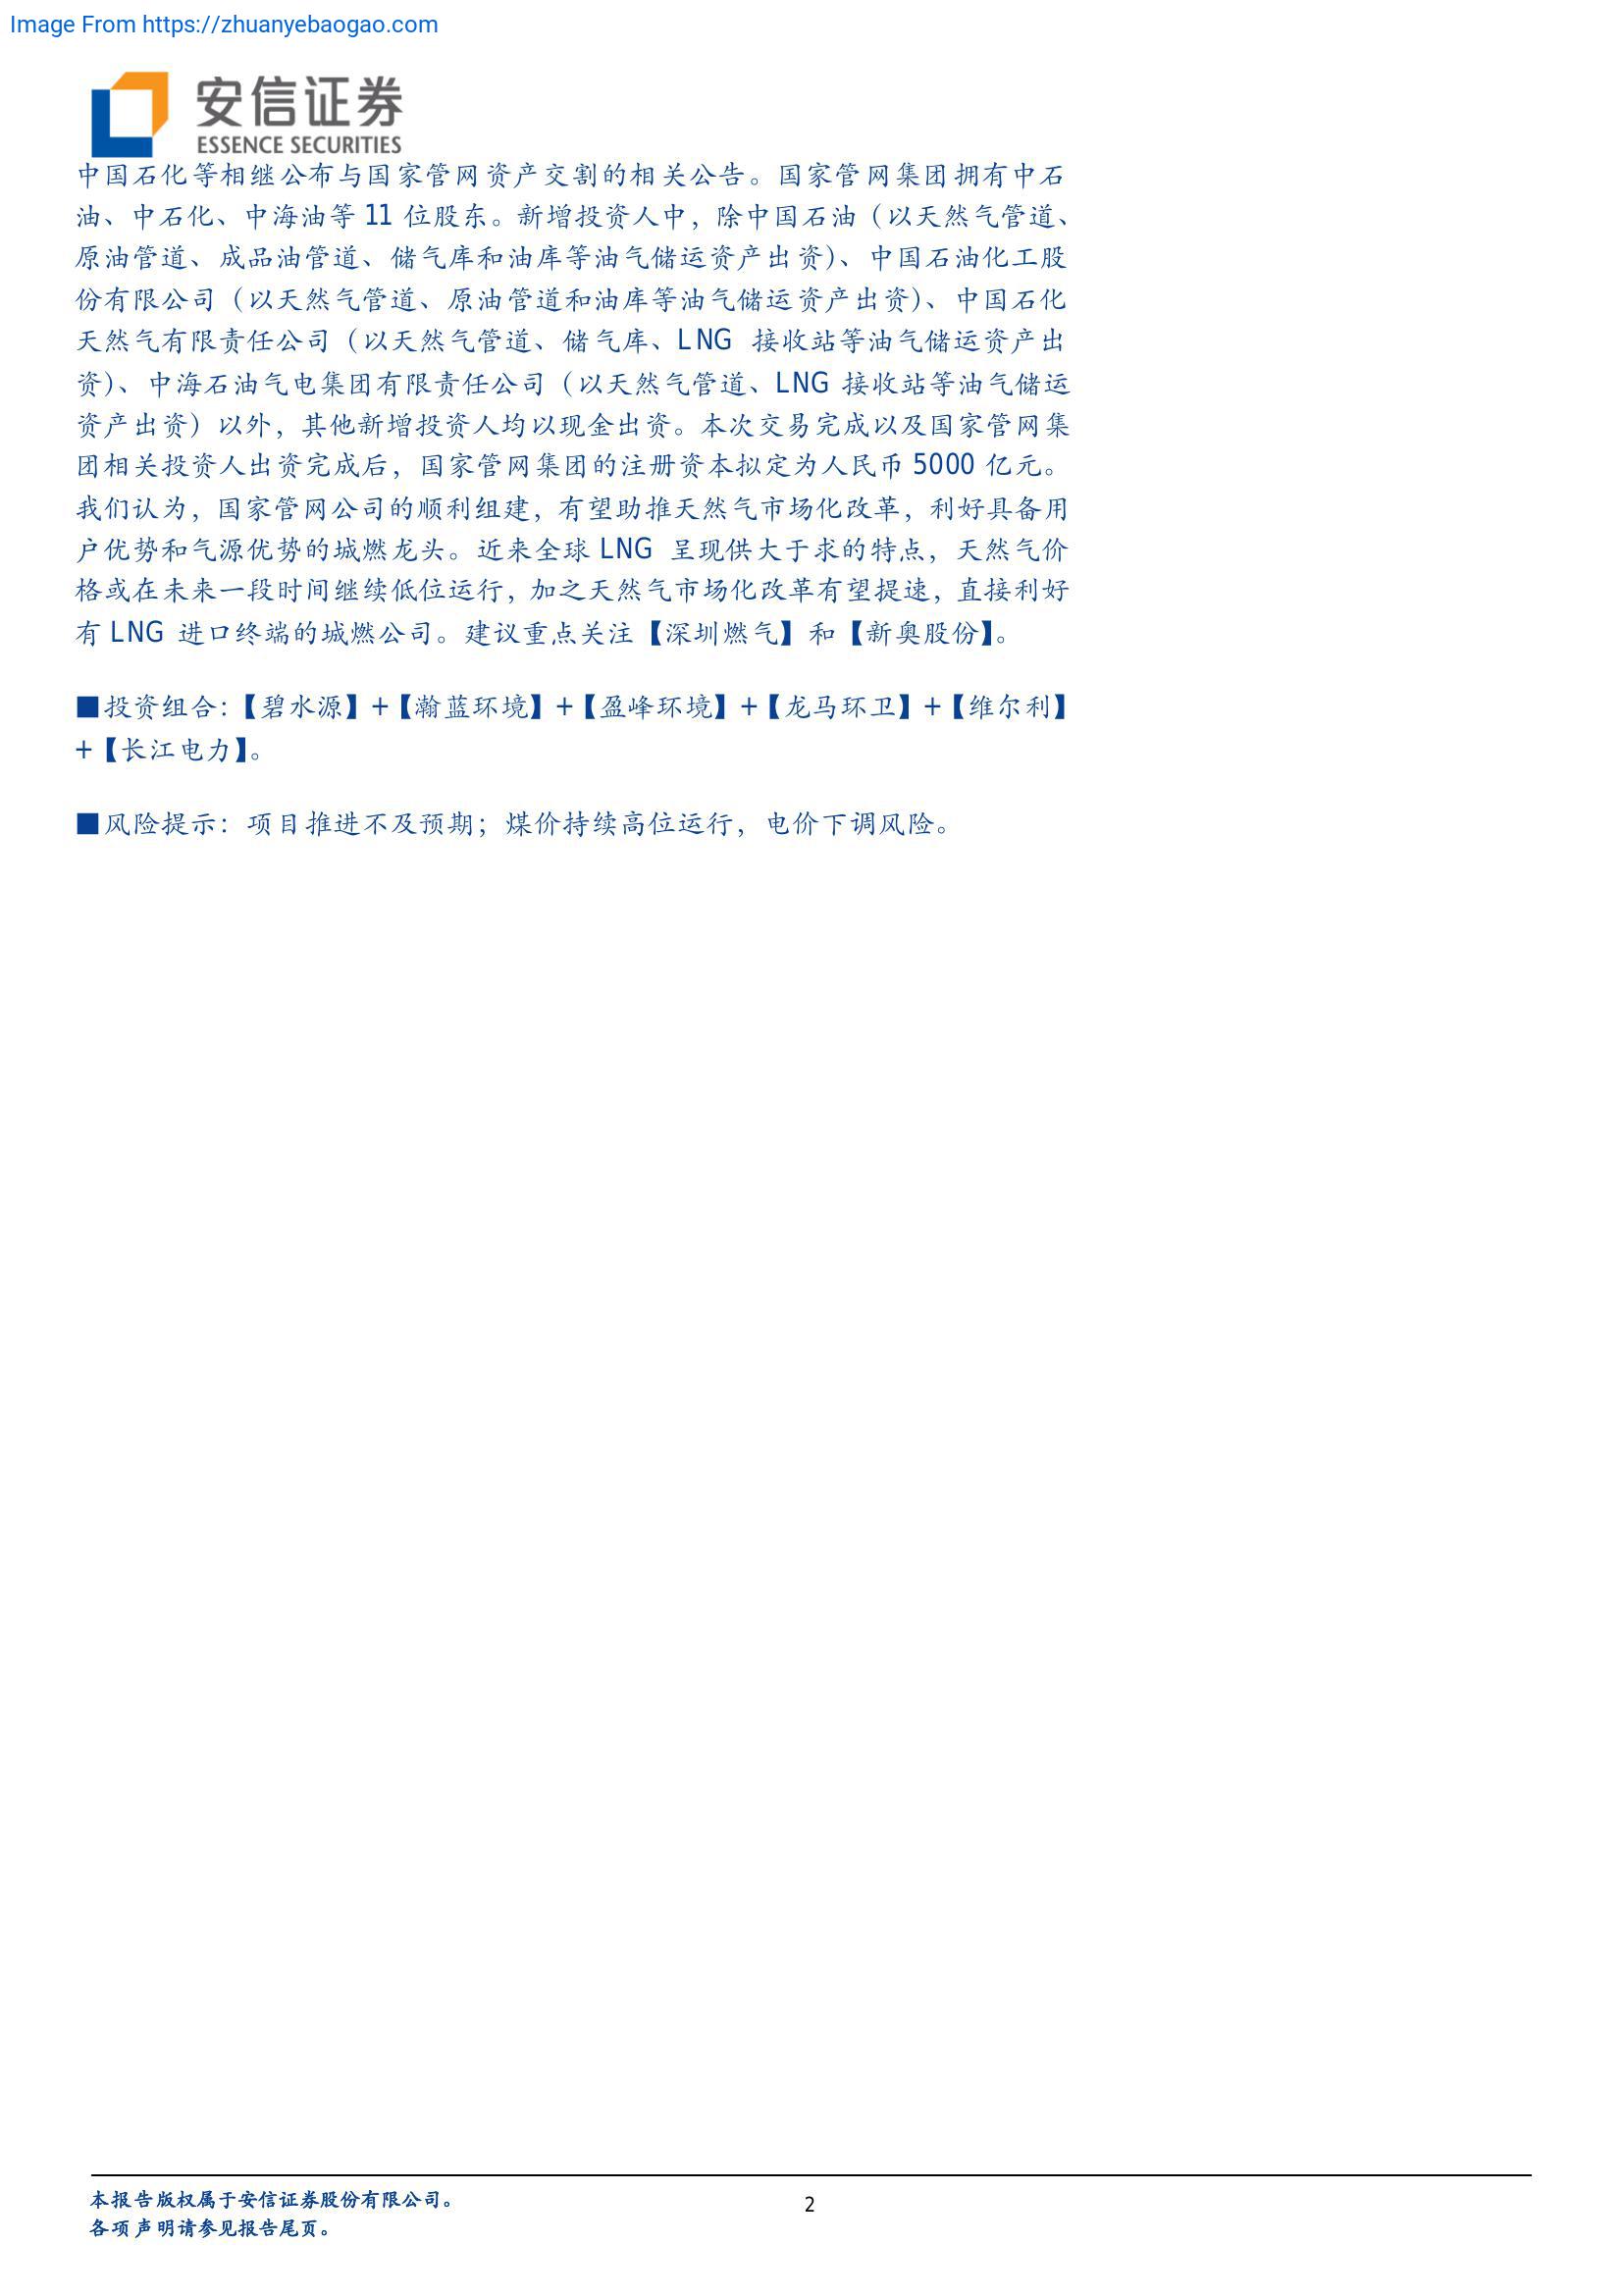 Image From https://zhuanyebaogao.com
安信证券
ESSENCE SECURITIES
中国石化等相继公布与国家管网资产交割的相关公告。国家管网集团拥有中石
油、中石化、中海油等 11 位股东。新增投资人中，除中国石油（以天然气管道、
原油管道、成品油管道、储气库和油库等油气储运资产出资）、中国石油化工股
份有限公司（以天然气管道、原油管道和油库等油气储运资产出资）、中国石化
天然气有限责任公司（以天然气管道、储气库、LNG 接收站等油气储运资产出
资）、中海石油气电集团有限责任公司（以天然气管道、LNG 接收站等油气储运
资产出资）以外，其他新增投资人均以现金出资。本次交易完成以及国家管网集
团相关投资人出资完成后，国家管网集团的注册资本拟定为人民币 5000 亿元。
我们认为，国家管网公司的顺利组建，有望助推天然气市场化改革，利好具备用
户优势和气源优势的城燃龙头。近来全球 LNG 呈现供大于求的特点，天然气价
格或在未来一段时间继续低位运行，加之天然气市场化改革有望提速，直接利好
有 LNG 进口终端的城燃公司。建议重点关注【深圳燃气】和【新奥股份】。
■投资组合：【碧水源】+【瀚蓝环境】+【盈峰环境】+【龙马环卫】+【维尔利】
+【长江电力】。
■风险提示：项目推进不及预期；煤价持续高位运行，电价下调风险。
本报告版权属于安信证券股份有限公司。
各项声明请参见报告尾页。
2